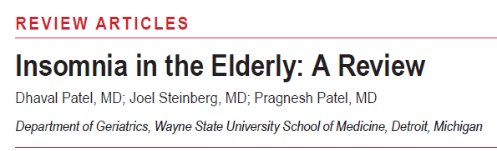 REVIEW ARTICLES
Insomnia in the Elderly: A Review
Dhaval Patel, MD; Joel Steinberg, MD; Pragnesh Patel, MD
Department of Geriatrics, Wayne State University School of Medicine, Detroit, Michigan